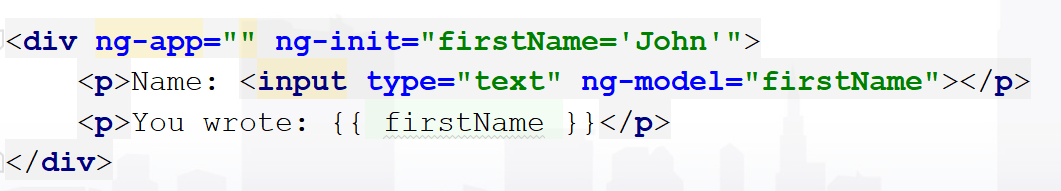 <div ng-app="" ng-init="firstName='John'">
    <p>Name: <input type="text" ng-model="firstName"></p>
    <p>You wrote: {{ firstName }}</p>
</div>